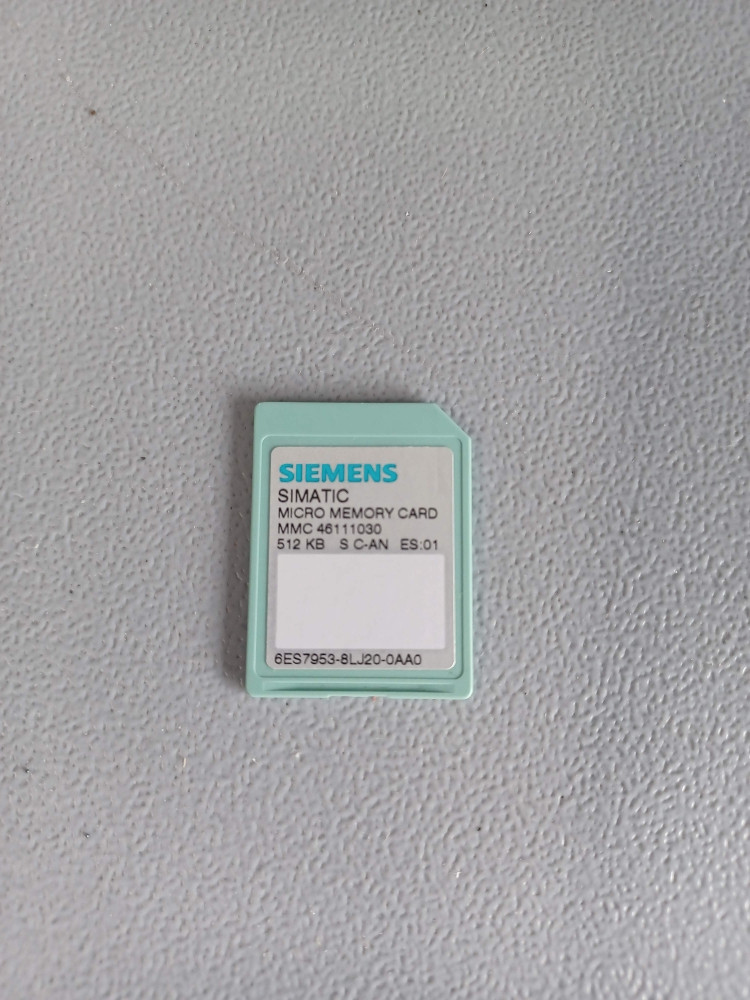 SIEMENS
SIMATIC
MICRO MEMORY CARD
MMC 46111030
512 KB S C-AN ES:01
6ES7953-8LJ20-0AA0